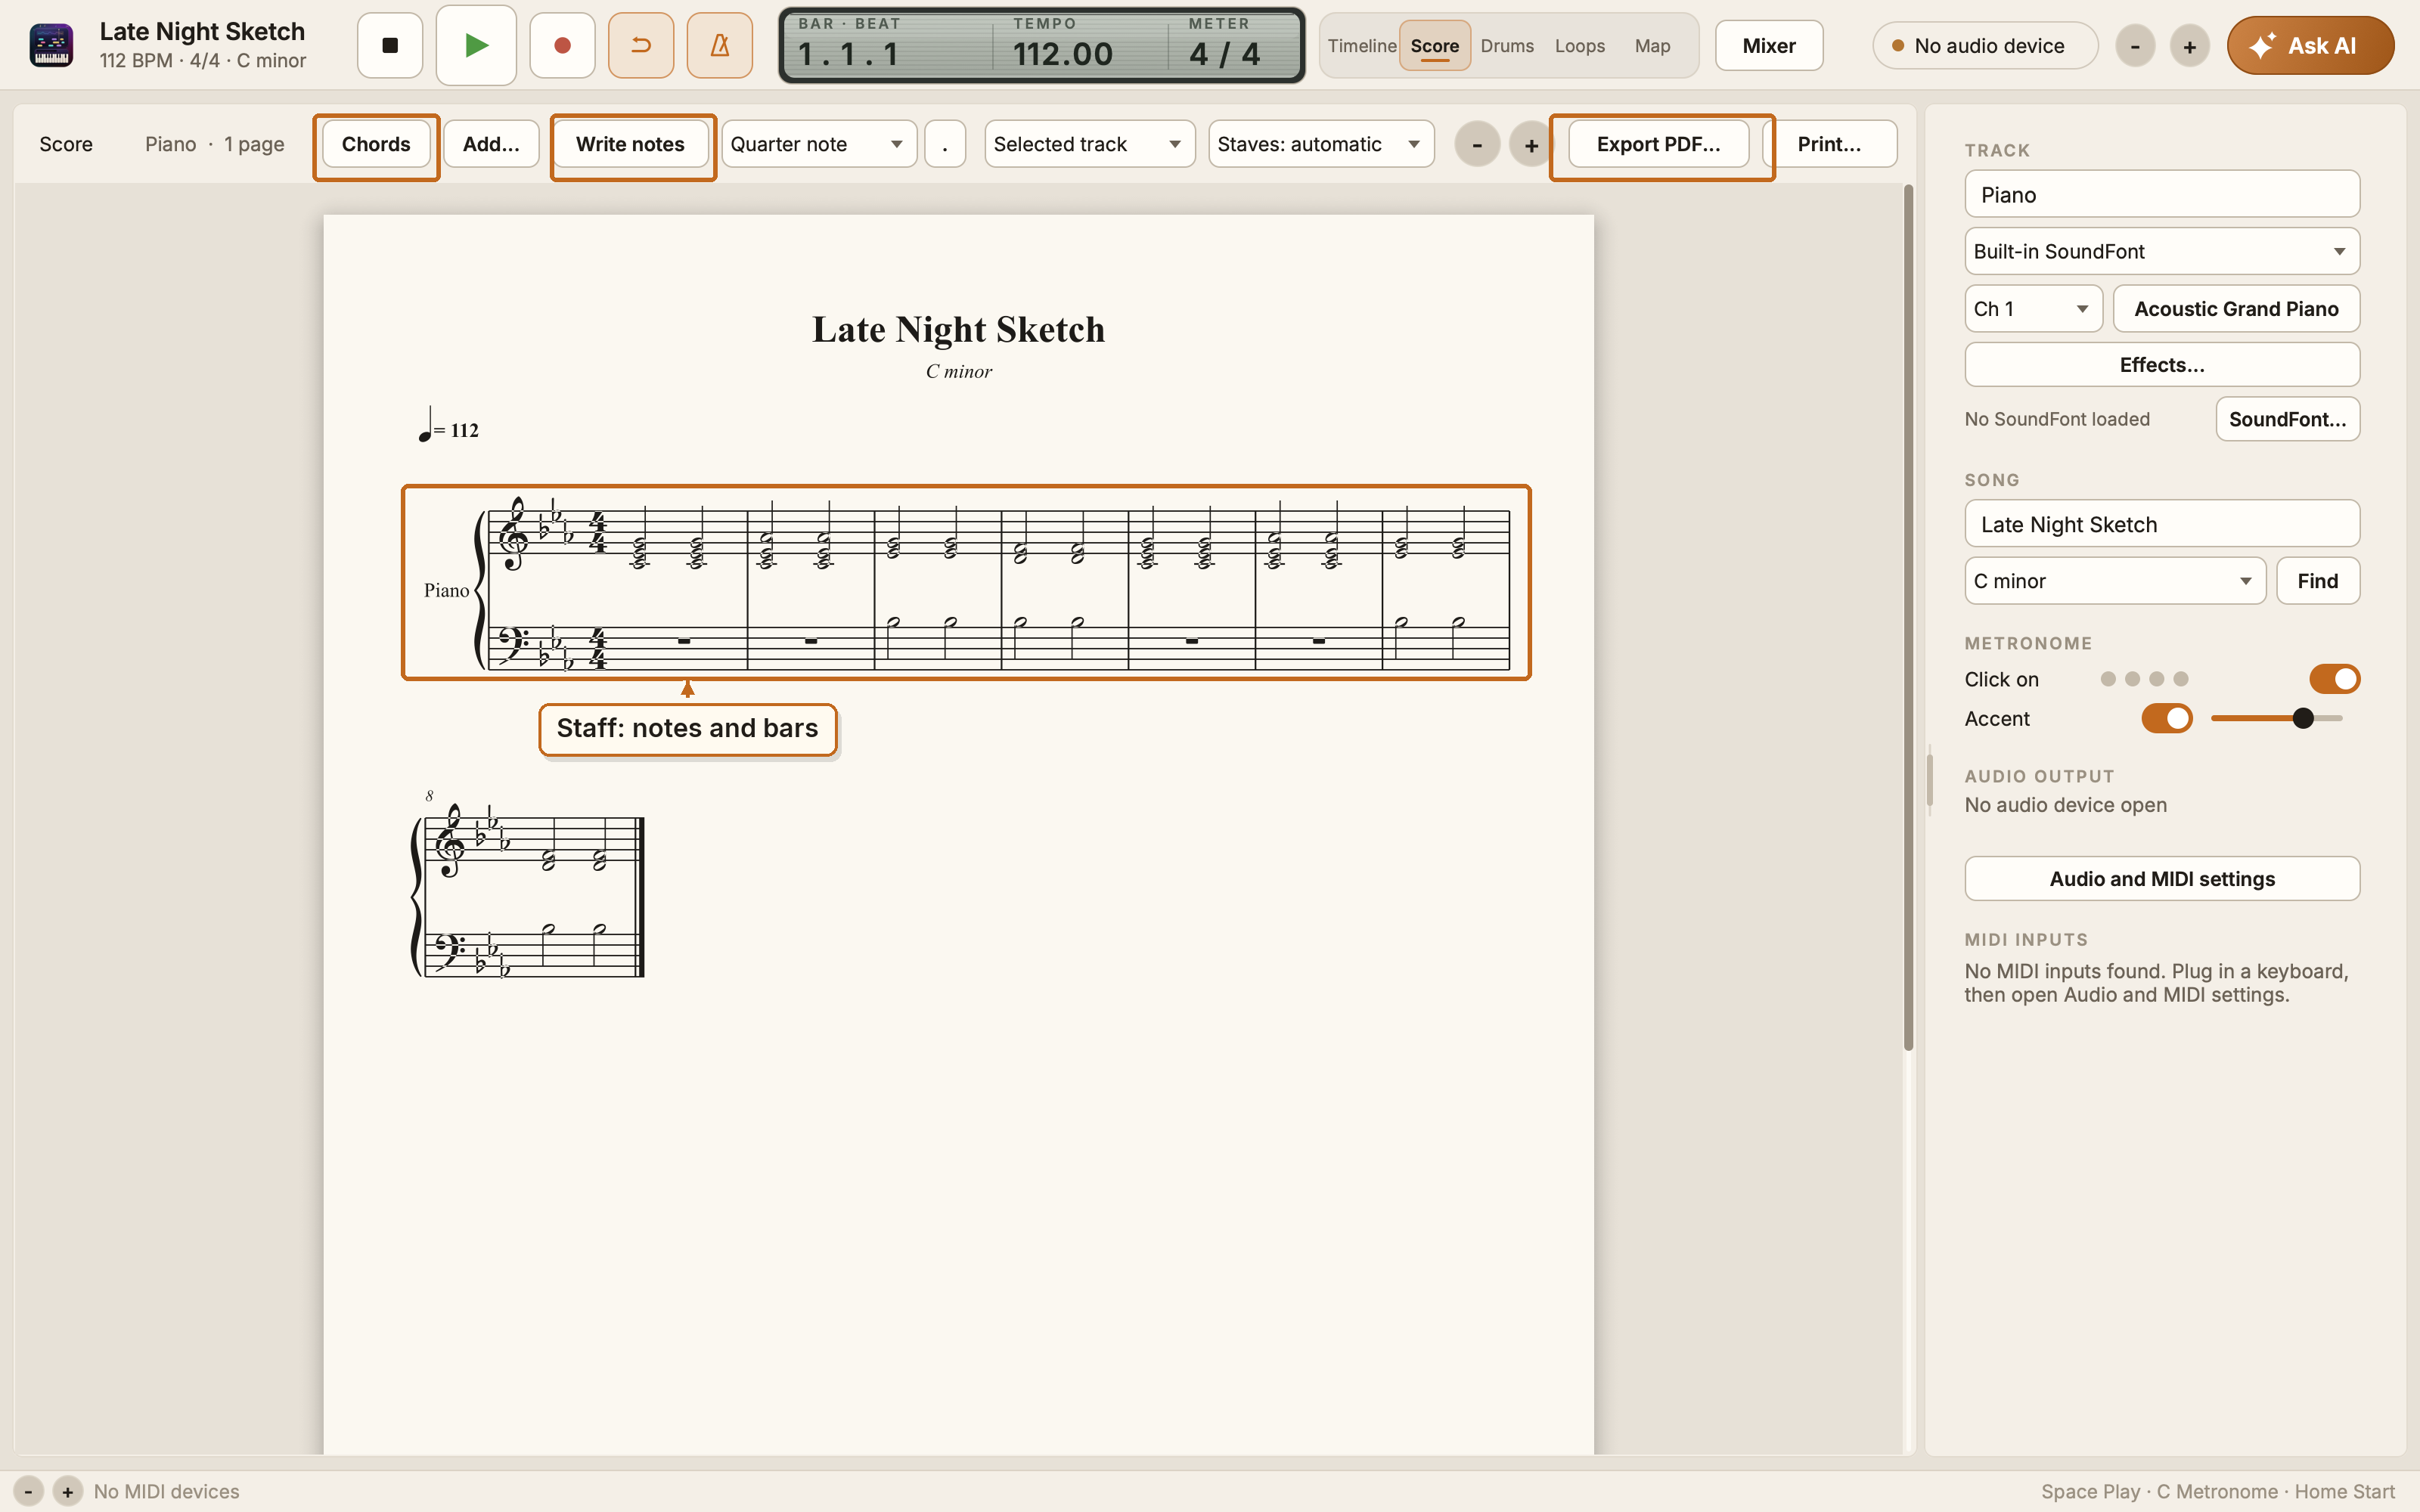 Late Night Sketch
112 BPM · 4/4 · C minor
BAR · BEAT
1 . 1 . 1
TEMPO
112.00
METER
4 / 4
Timeline
Score
Drums
Loops
Map
Mixer
No audio device
-
+
Ask AI
Score
Piano · 1 page
Chords
Add...
Write notes
Quarter note
.
Selected track
Staves: automatic
-
+
Export PDF...
Print...
Late Night Sketch
C minor
= 112
Piano
4
4
4
4
Staff: notes and bars
8
TRACK
Piano
Built-in SoundFont
Ch 1
Acoustic Grand Piano
Effects...
No SoundFont loaded
SoundFont...
SONG
Late Night Sketch
C minor
Find
METRONOME
Click on
Accent
AUDIO OUTPUT
No audio device open
Audio and MIDI settings
MIDI INPUTS
No MIDI inputs found. Plug in a keyboard,
then open Audio and MIDI settings.
-
+
No MIDI devices
Space Play · C Metronome · Home Start